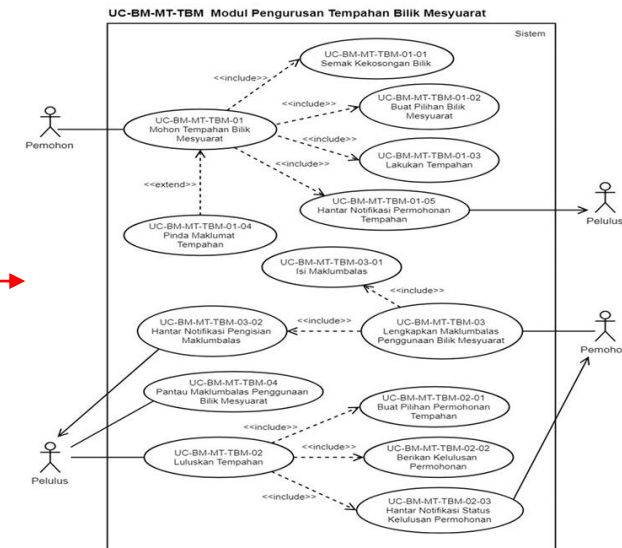 UC-BM-MT-TBM Modul Pengurusan Tempahan Bilik Mesyuarat
Sistem
UC-BM-MT-TBM-01-01
Semak Kekosongan Bilik
<<include>>
UC-BM-MT-TBM-01-02
Buat Pilihan Bilik
Mesyuarat
<<include>>
UC-BM-MT-TBM-01
Mohon Tempahan Bilik
Mesyuarat
Pemohon
UC-BM-MT-TBM-01-03
Lakukan Tempahan
<<include>>
<<include>>
<<extend>>
UC-BM-MT-TBM-01-05
Hantar Notifikasi Permohonan
Tempahan
Pelulus
UC-BM-MT-TBM-01-04
Pinda Maklumat
Tempahan
UC-BM-MT-TBM-03-01
Isi Maklumbalas
<<include>>
UC-BM-MT-TBM-03-02
Hantar Notifikasi Pengisian
Maklumbalas
<<include>>
UC-BM-MT-TBM-03
Lengkapkan Maklumbalas
Penggunaan Bilik Mesyuarat
Pemoho
UC-BM-MT-TBM-04
Pantau Maklumbalas Penggunaan
Bilik Mesyuarat
UC-BM-MT-TBM-02-01
Buat Pilihan Permohonan
Tempahan
<<include>>
UC-BM-MT-TBM-02
Luluskan Tempahan
<<include>>
UC-BM-MT-TBM-02-02
Berikan Kelulusan
Permohonan
Pelulus
<<include>>
UC-BM-MT-TBM-02-03
Hantar Notifikasi Status
Kelulusan Permohonan